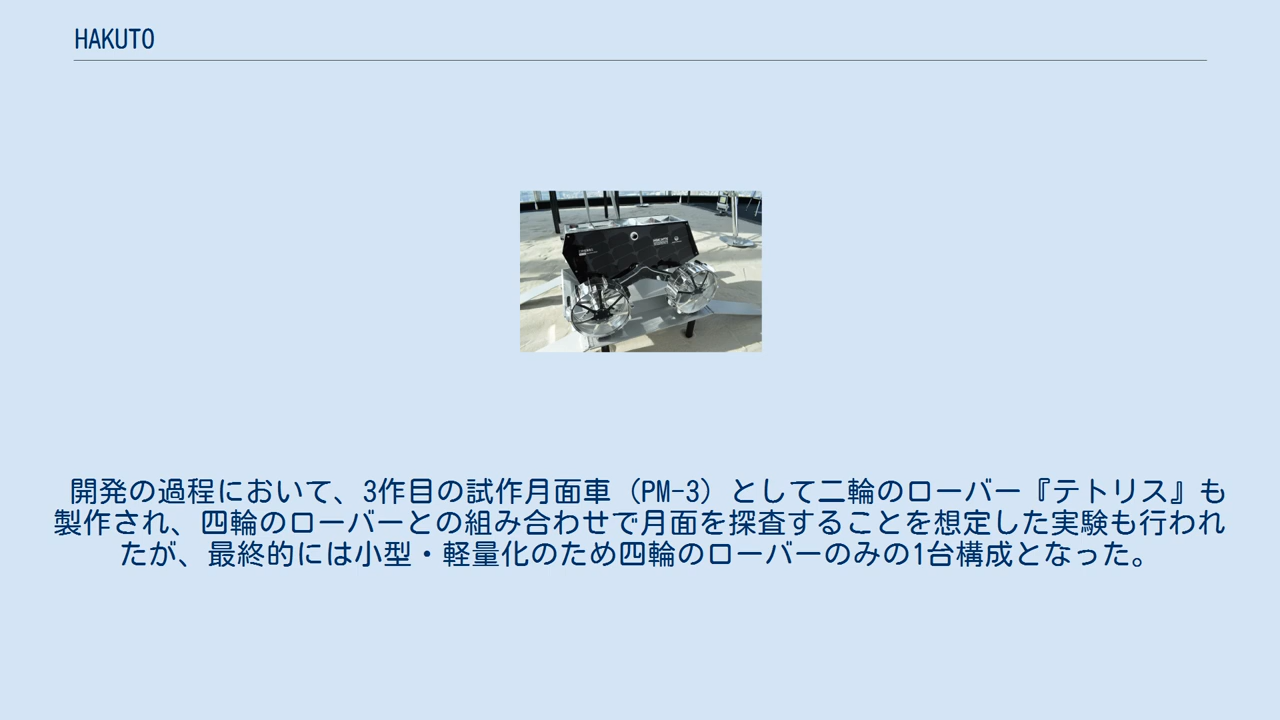 HAKUTO
開発の過程において、3作目の試作月面車（PM-3）として二輪のローバー『テトリス』も
製作され、四輪のローバーとの組み合わせで月面を探査することを想定した実験も行われ
たが、最終的には小型・軽量化のため四輪のローバーのみの1台構成となった。